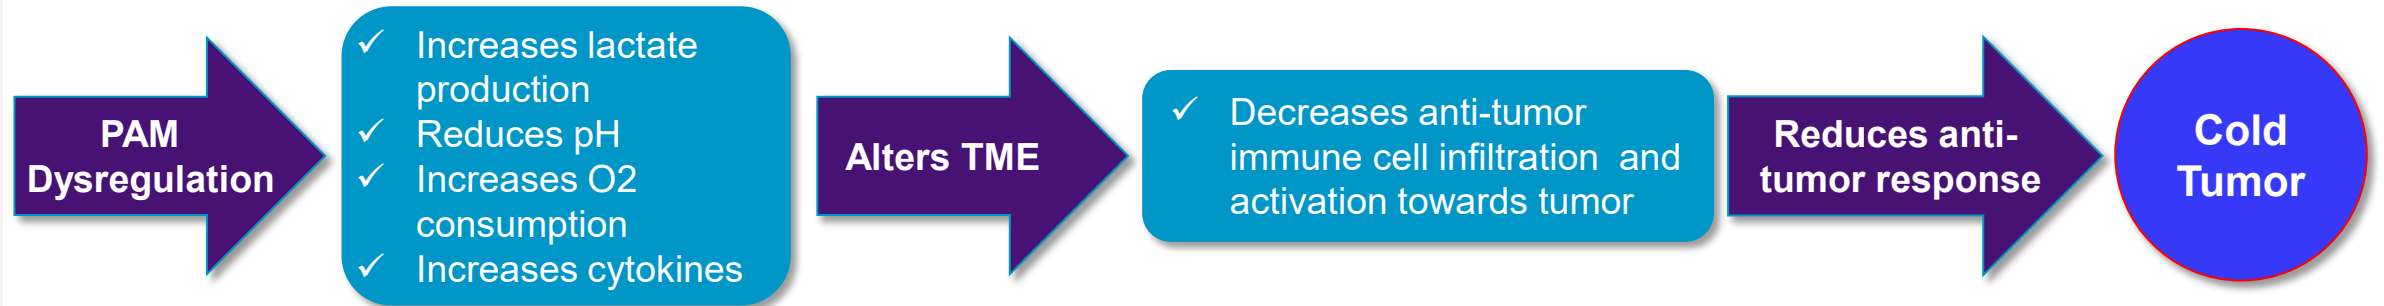 PAM
Dysregulation
✓ Increases lactate
production
✓ Reduces pH
✓ Increases O2
consumption
✓ Increases cytokines
Alters TME
✓ Decreases anti-tumor
immune cell infiltration and
activation towards tumor
Reduces anti-
tumor response
Cold
Tumor